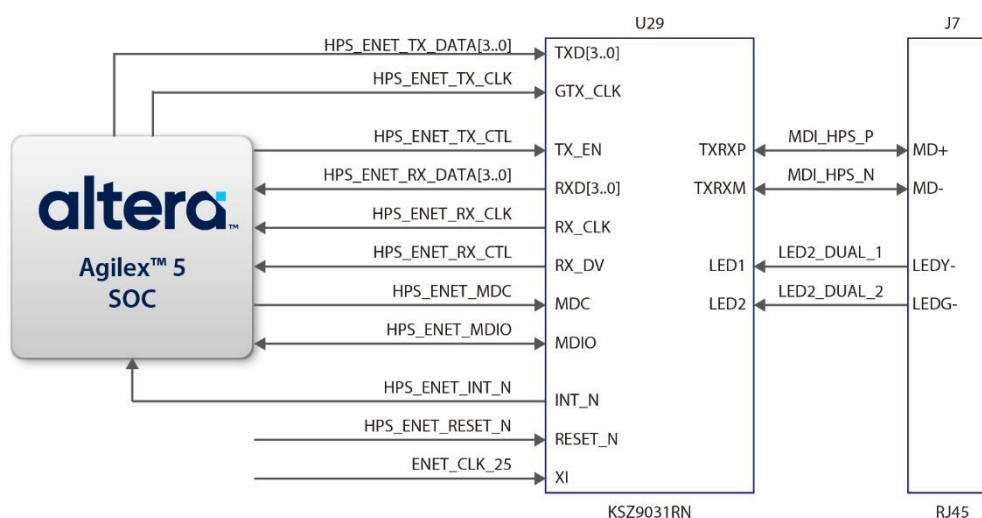 U29
J7
HPS_ENET_TX_DATA[3..0]
TXD[3..0]
HPS_ENET_TX_CLK
GTX_CLK
HPS_ENET_TX_CTL
TX_EN
TXRXP
MDI_HPS_P
MD+
HPS_ENET_RX_DATA[3..0]
RXD[3..0]
TXRXM
MDI_HPS_N
MD-
altera™
HPS_ENET_RX_CLK
RX_CLK
Agilex™ 5
SOC
HPS_ENET_RX_CTL
RX_DV
LED1
LED2_DUAL_1
LEDY-
HPS_ENET_MDC
MDC
LED2
LED2_DUAL_2
LEDG-
HPS_ENET_MDIO
MDIO
HPS_ENET_INT_N
INT_N
HPS_ENET_RESET_N
RESET_N
ENET_CLK_25
XI
KSZ9031RN
RJ45